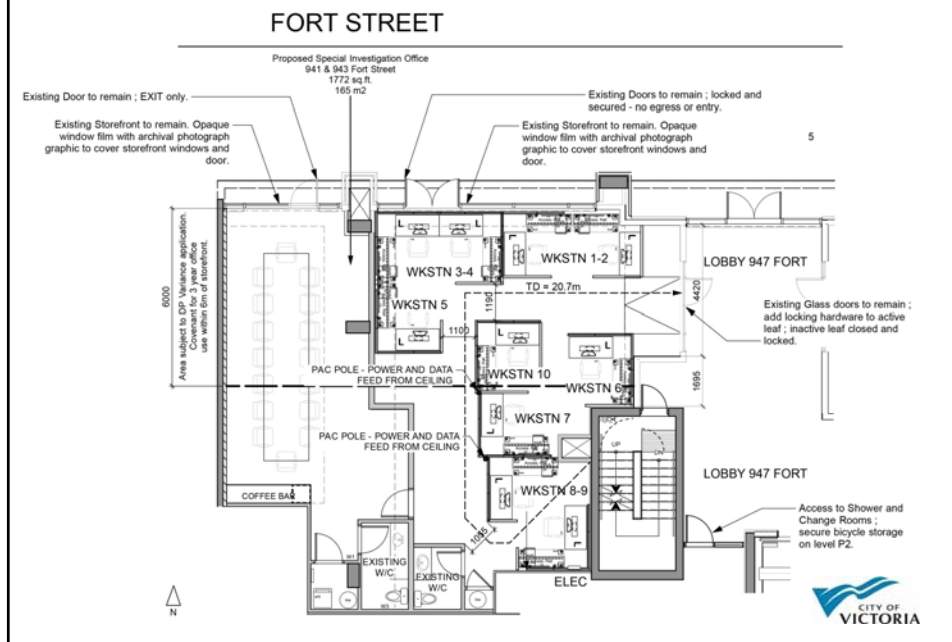 FORT STREET
Proposed Special Investigation Office
941 & 943 Fort Street
1772 sq.ft.
165 m2
Existing Door to remain ; EXIT only.
Existing Doors to remain ; locked and
secured - no egress or entry.
Existing Storefront to remain. Opaque
window film with archival photograph
graphic to cover storefront windows and
door.
Existing Storefront to remain. Opaque
window film with archival photograph
graphic to cover storefront windows and
door.
5
6000
Area subject to DP Variance application.
Covenant for 3 year office
use within 6m of storefront.
L
L
L
L
WKSTN 3-4
WKSTN 1-2
LOBBY 947 FORT
WKSTN 5
TD = 20.7m
1190
4420
Existing Glass doors to remain ;
add locking hardware to active
leaf ; inactive leaf closed and
locked.
L
1100
L
L
PAC POLE - POWER AND DATA
FEED FROM CEILING
WKSTN 10
WKSTN 6
1695
WKSTN 7
PAC POLE - POWER AND DATA
FEED FROM CEILING
UP
DN
LOBBY 947 FORT
WKSTN 8-9
COFFEE BAR
Access to Shower and
Change Rooms ;
secure bicycle storage
on level P2.
EXISTING
W/C
EXISTING
W/C
ELEC
N
CITY OF
VICTORIA